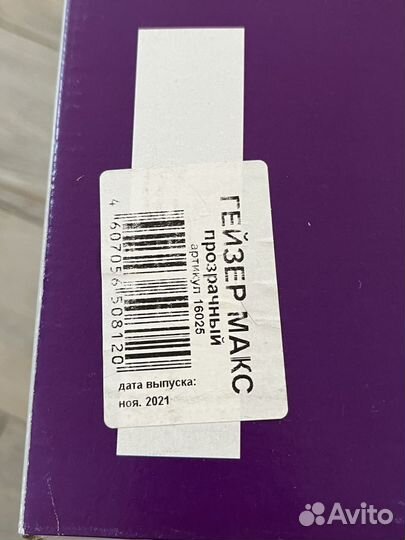 ГЕЙЗЕР МАКС
прозрачный
артикул 16025
4 607056 508120
дата выпуска:
ноя. 2021
Avito